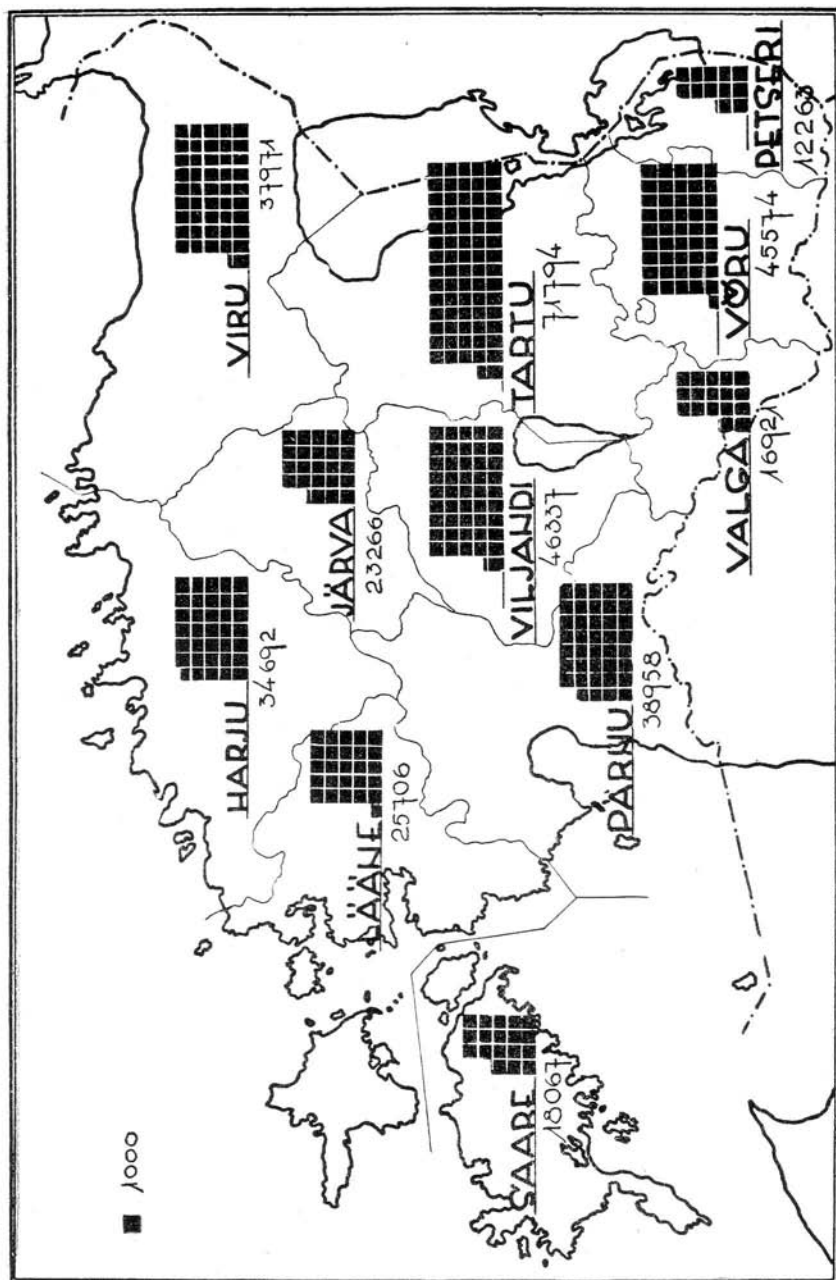 HARJU
34692
VIRU
37971
LÄÄNE
25706
JÄRVA
23266
SAARE
18067
VILJANDI
46337
TARTU
71794
PÄRNU
38958
VALGA
16921
VÕRU
45574
PETSERI
12263
1000